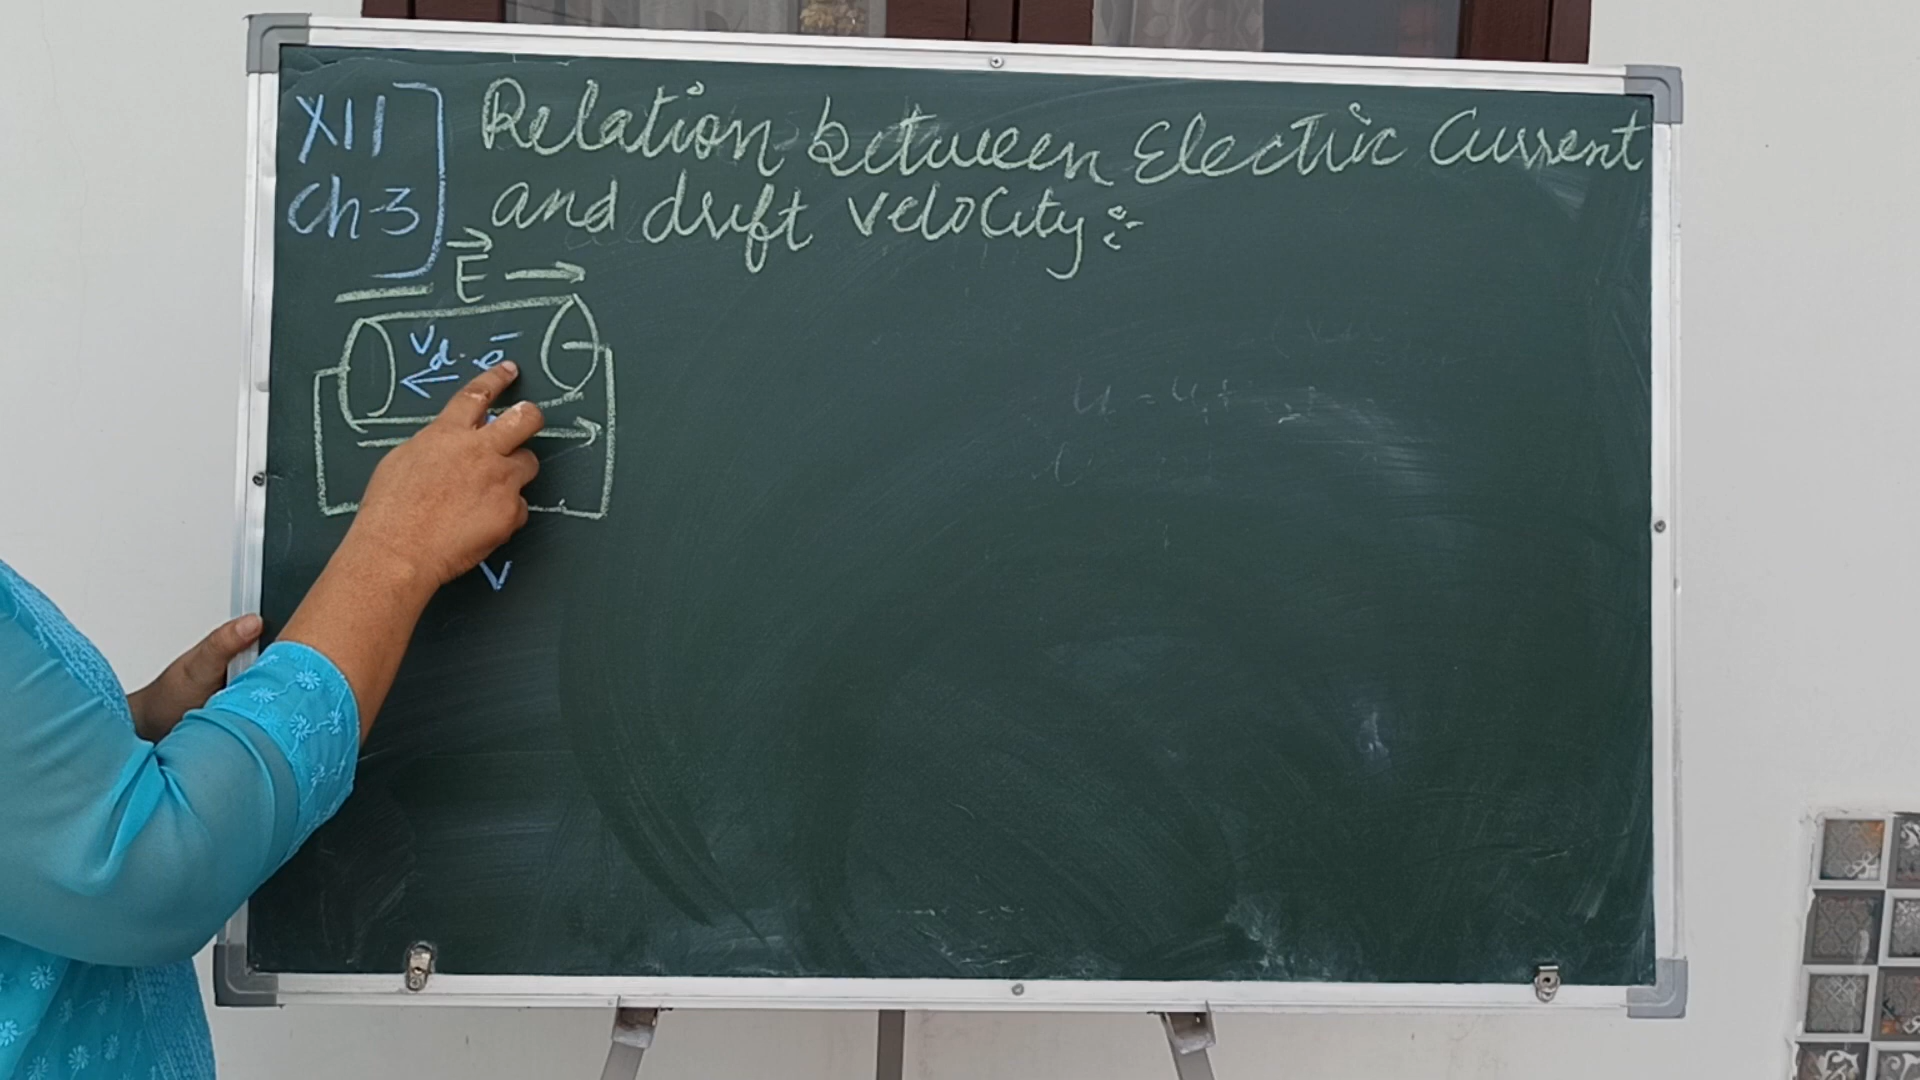 XII
Ch-3
Relation between Electric Current
and drift velocity:-
E
Vd e-
V